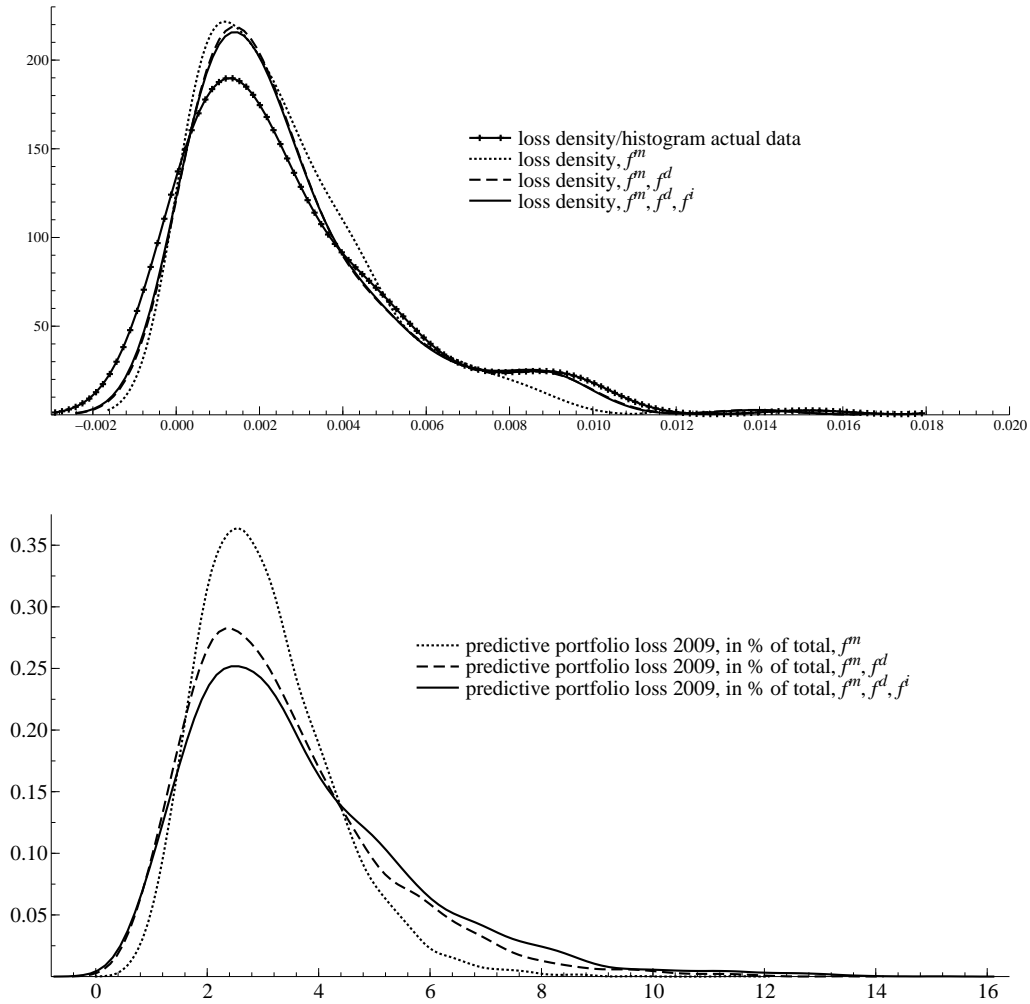 200
150
100
50
loss density/histogram actual data
loss density, f^m
loss density, f^m, f^d
loss density, f^m, f^d, f^i
−0.002 0.000 0.002 0.004 0.006 0.008 0.010 0.012 0.014 0.016 0.018 0.020
0.35
0.30
0.25
0.20
0.15
0.10
0.05
predictive portfolio loss 2009, in % of total, f^m
predictive portfolio loss 2009, in % of total, f^m, f^d
predictive portfolio loss 2009, in % of total, f^m, f^d, f^i
0 2 4 6 8 10 12 14 16